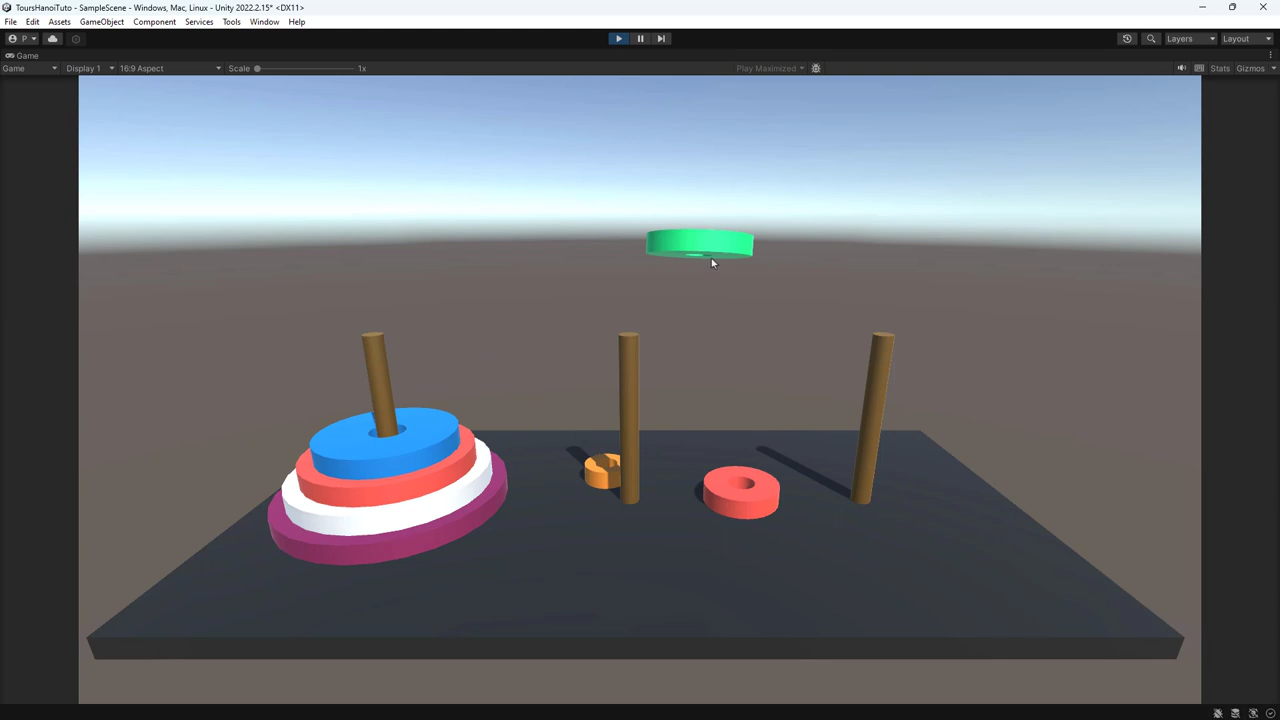 ToursHanoiTuto - SampleScene - Windows, Mac, Linux - Unity 2022.2.15* <DX11>
File Edit Assets GameObject Component Services Tools Window Help
P Layers Layout
Game
Game Display 1 16:9 Aspect Scale 1x Play Maximized Stats Gizmos